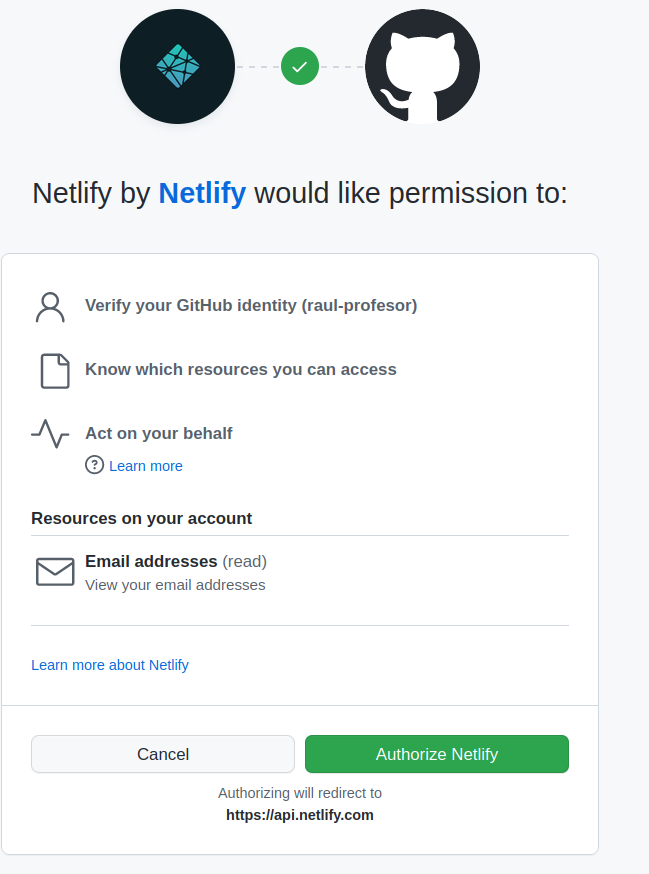 Netlify by Netlify would like permission to:
Verify your GitHub identity (raul-profesor)
Know which resources you can access
Act on your behalf
Learn more
Resources on your account
Email addresses (read)
View your email addresses
Learn more about Netlify
Cancel
Authorize Netlify
Authorizing will redirect to
https://api.netlify.com